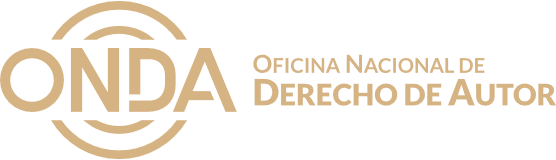 ONDA
OFICINA NACIONAL DE
DERECHO DE AUTOR